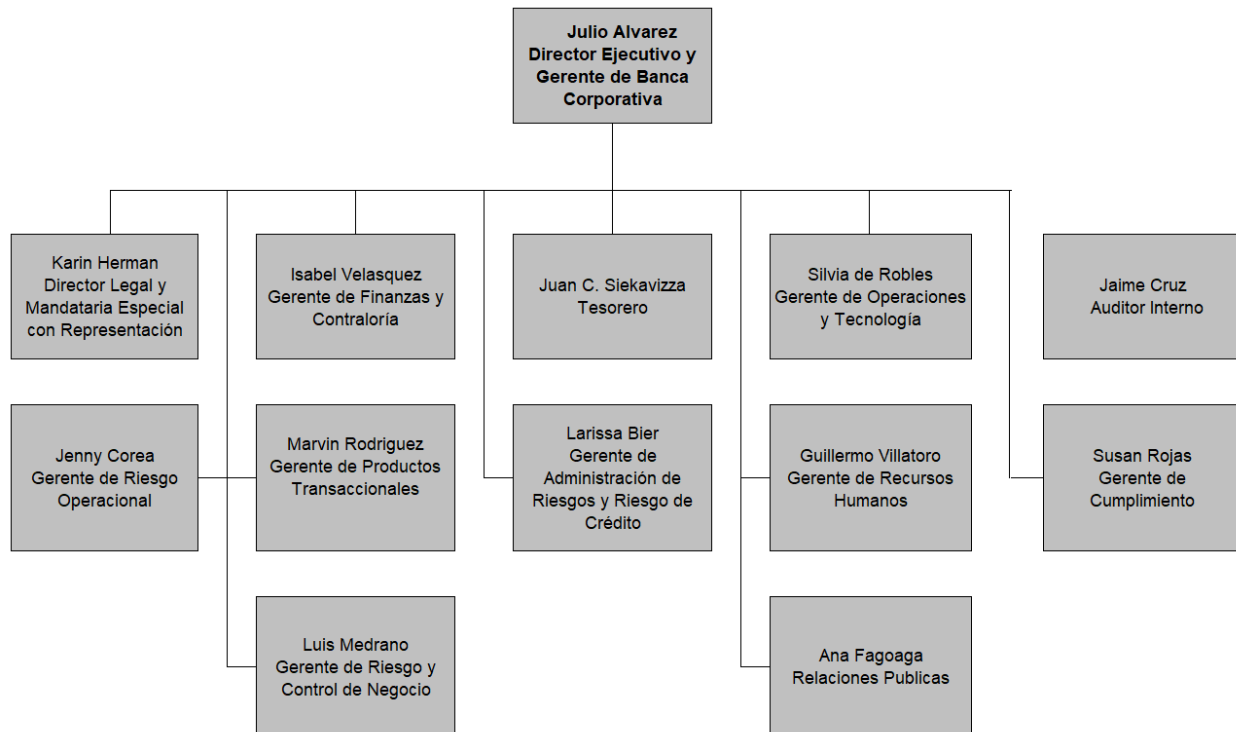 Julio Alvarez
Director Ejecutivo y
Gerente de Banca
Corporativa
Karin Herman
Director Legal y
Mandataria Especial
con Representación
Isabel Velasquez
Gerente de Finanzas y
Contraloría
Juan C. Siekavizza
Tesorero
Silvia de Robles
Gerente de Operaciones
y Tecnología
Jaime Cruz
Auditor Interno
Jenny Corea
Gerente de Riesgo
Operacional
Marvin Rodriguez
Gerente de Productos
Transaccionales
Larissa Bier
Gerente de
Administración de
Riesgos y Riesgo de
Crédito
Guillermo Villatoro
Gerente de Recursos
Humanos
Susan Rojas
Gerente de
Cumplimiento
Luis Medrano
Gerente de Riesgo y
Control de Negocio
Ana Fagoaga
Relaciones Publicas